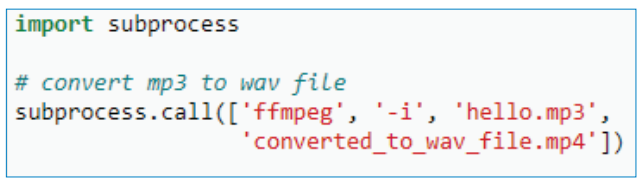 import subprocess
# convert mp3 to wav file
subprocess.call(['ffmpeg', '-i', 'hello.mp3',
'converted_to_wav_file.mp4'])